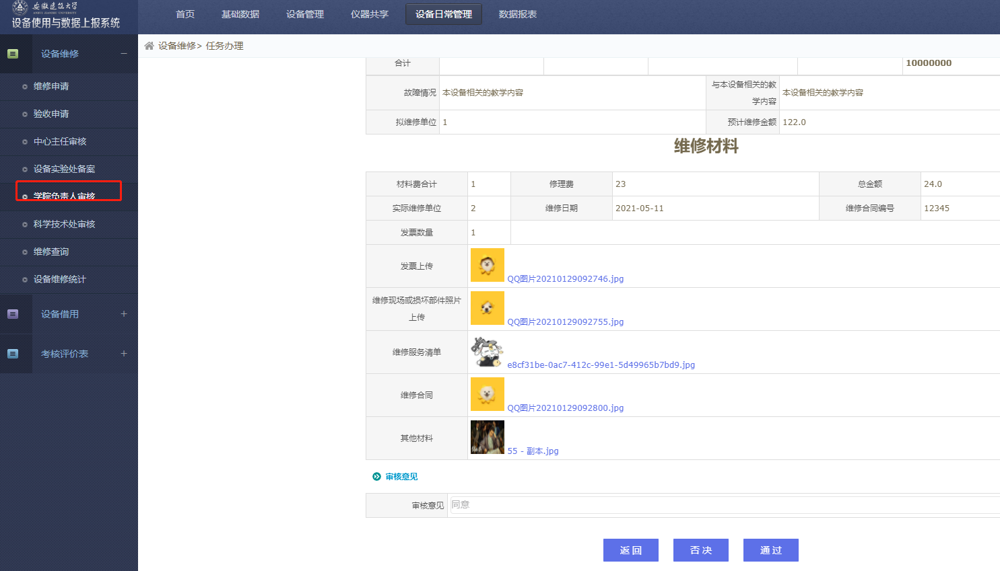 安徽建筑大学
ANHUI JIANZHU UNIVERSITY
设备使用与数据上报系统
首页 基础数据 设备管理 仪器共享 设备日常管理 数据报表
设备维修 −
维修申请
验收申请
中心主任审核
设备实验处备案
学院负责人审核
科学技术处审核
维修查询
设备维修统计
设备借用 +
考核评价表 +
设备维修> 任务办理
合计 10000000
故障情况 本设备相关的教学内容 与本设备相关的教
学内容 本设备相关的教学内容
拟维修单位 1 预计维修金额 122.0
维修材料
材料费合计 1 修理费 23 总金额 24.0
实际维修单位 2 维修日期 2021-05-11 维修合同编号 12345
发票数量 1
发票上传 QQ图片20210129092746.jpg
维修现场或损坏部件照片
上传 QQ图片20210129092755.jpg
维修服务清单 e8cf31be-0ac7-412c-99e1-5d49965b7bd9.jpg
维修合同 QQ图片20210129092800.jpg
其他材料 55 - 副本.jpg
审核意见
审核意见 同意
返 回 否 决 通 过